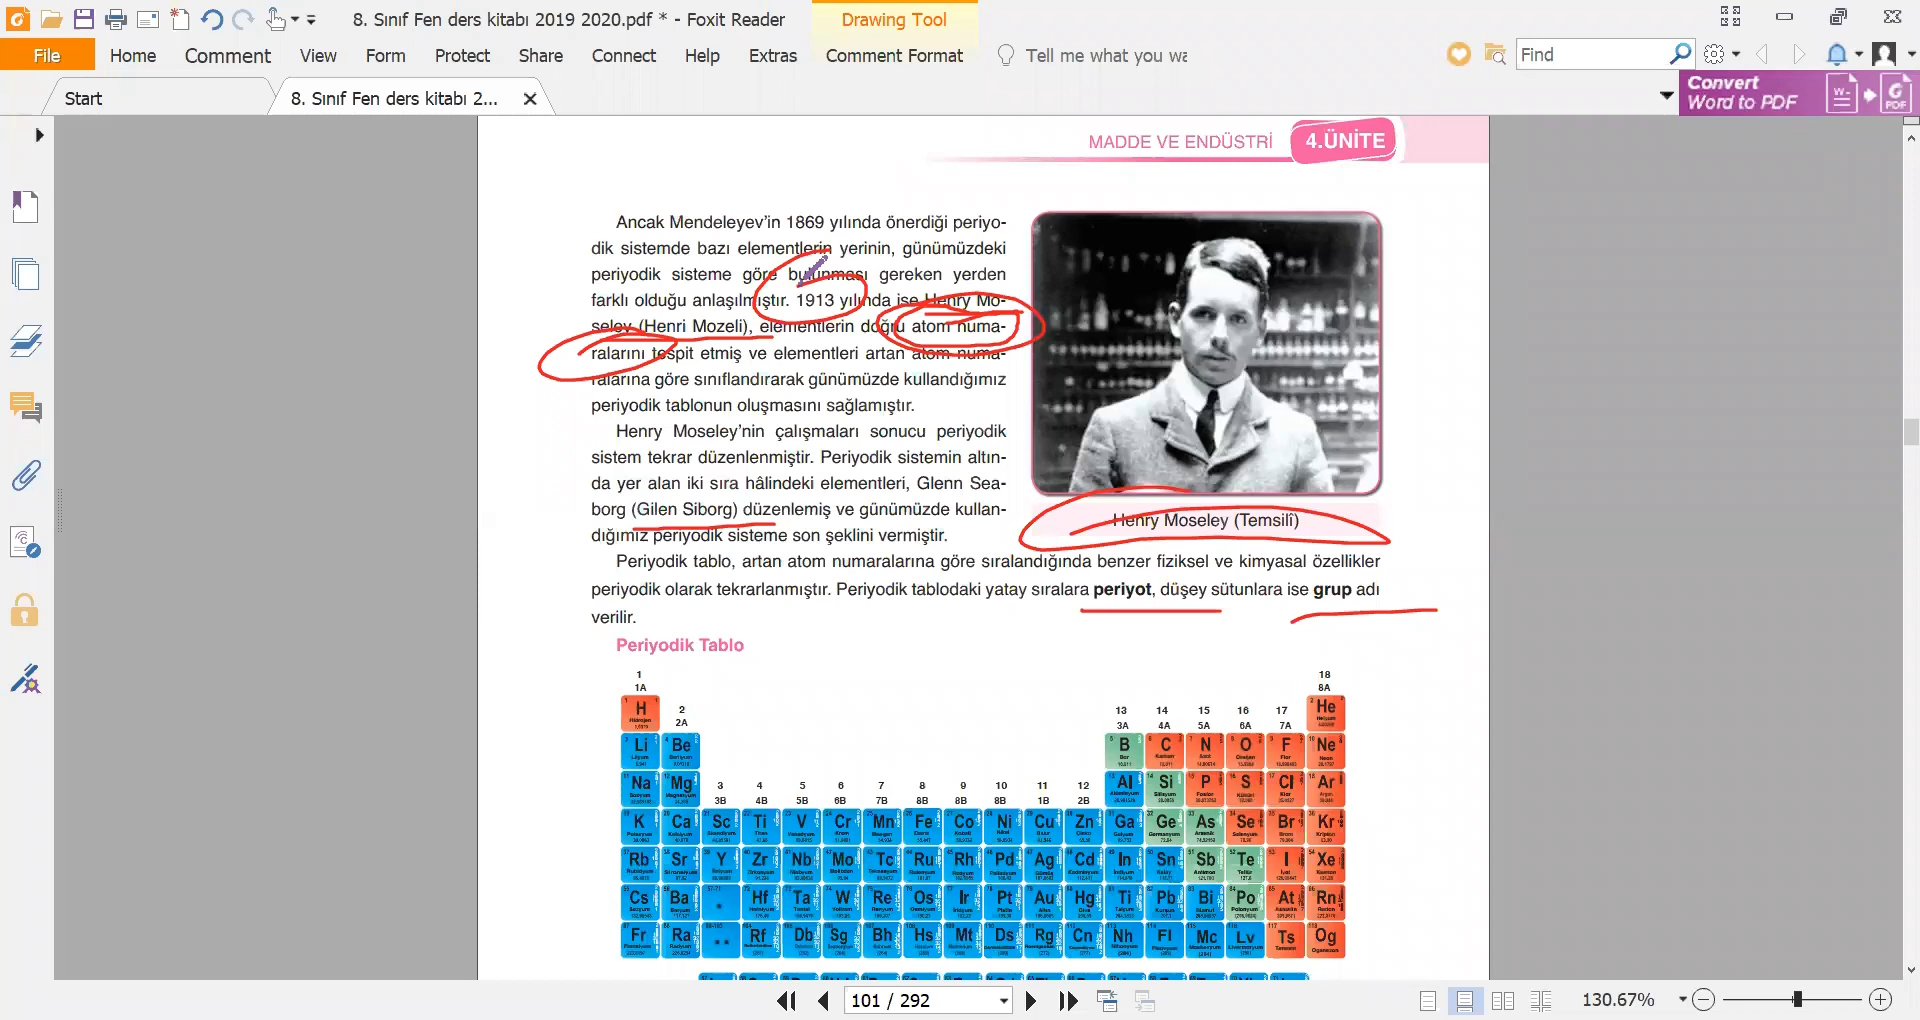 8. Sınıf Fen ders kitabı 2019 2020.pdf * - Foxit Reader
Drawing Tool
File
Home
Comment
View
Form
Protect
Share
Connect
Help
Extras
Comment Format
Tell me what you wa
Find
Start
8. Sınıf Fen ders kitabı 2...
Convert
Word to PDF
MADDE VE ENDÜSTRİ
4.ÜNİTE
Ancak Mendeleyev’in 1869 yılında önerdiği periyo-
dik sistemde bazı elementlerin yerinin, günümüzdeki
periyodik sisteme göre bulunması gereken yerden
farklı olduğu anlaşılmıştır. 1913 yılında ise Henry Mo-
seley (Henri Mozeli), elementlerin doğru atom numa-
ralarını tespit etmiş ve elementleri artan atom numa-
ralarına göre sınıflandırarak günümüzde kullandığımız
periyodik tablonun oluşmasını sağlamıştır.
Henry Moseley’nin çalışmaları sonucu periyodik
sistem tekrar düzenlenmiştir. Periyodik sistemin altın-
da yer alan iki sıra hâlindeki elementleri, Glenn Sea-
borg (Gilen Siborg) düzenlemiş ve günümüzde kullan-
dığımız periyodik sisteme son şeklini vermiştir.
Henry Moseley (Temsilî)
Periyodik tablo, artan atom numaralarına göre sıralandığında benzer fiziksel ve kimyasal özellikler
periyodik olarak tekrarlanmıştır. Periyodik tablodaki yatay sıralara periyot, düşey sütunlara ise grup adı
verilir.
Periyodik Tablo
1 18
1A 8A
H 2 13 14 15 16 17 He
2A 3A 4A 5A 6A 7A
Li Be B C N O F Ne
Na Mg 3 4 5 6 7 8 9 10 11 12 Al Si P S Cl Ar
3B 4B 5B 6B 7B 8B 8B 8B 1B 2B
K Ca Sc Ti V Cr Mn Fe Co Ni Cu Zn Ga Ge As Se Br Kr
Rb Sr Y Zr Nb Mo Tc Ru Rh Pd Ag Cd In Sn Sb Te I Xe
Cs Ba * Hf Ta W Re Os Ir Pt Au Hg Ti Pb Bi Po At Rn
Fr Ra ** Rf Db Sg Bh Hs Mt Ds Rg Cn Nh Fl Mc Lv Ts Og
101 / 292
130.67%